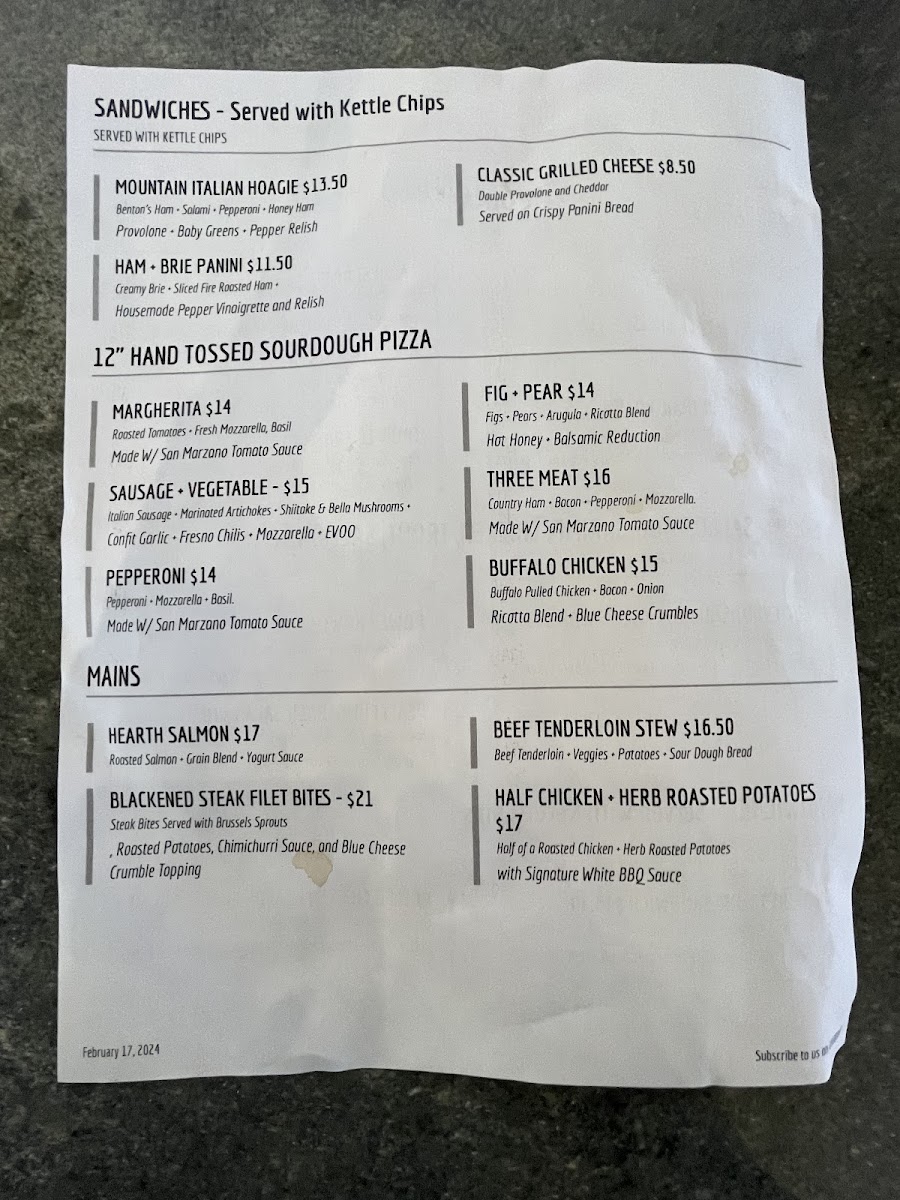 SANDWICHES - Served with Kettle Chips
SERVED WITH KETTLE CHIPS
MOUNTAIN ITALIAN HOAGIE $13.50
Benton's Ham • Salami • Pepperoni • Honey Ham
Provolone • Baby Greens • Pepper Relish
HAM + BRIE PANINI $11.50
Creamy Brie • Sliced Fire Roasted Ham •
Housemade Pepper Vinaigrette and Relish
CLASSIC GRILLED CHEESE $8.50
Double Provolone and Cheddar
Served on Crispy Panini Bread
12" HAND TOSSED SOURDOUGH PIZZA
MARGHERITA $14
Roasted Tomatoes • Fresh Mozzarella, Basil
Made W/ San Marzano Tomato Sauce
SAUSAGE + VEGETABLE - $15
Italian Sausage • Marinated Artichokes • Shiitake & Bella Mushrooms •
Confit Garlic • Fresno Chilis • Mozzarella • EVOO
PEPPERONI $14
Pepperoni • Mozzarella • Basil.
Made W/ San Marzano Tomato Sauce
FIG + PEAR $14
Figs • Pears • Arugula • Ricotta Blend
Hot Honey • Balsamic Reduction
THREE MEAT $16
Country Ham • Bacon • Pepperoni • Mozzarella.
Made W/ San Marzano Tomato Sauce
BUFFALO CHICKEN $15
Buffalo Pulled Chicken • Bacon • Onion
Ricotta Blend • Blue Cheese Crumbles
MAINS
HEARTH SALMON $17
Roasted Salmon • Grain Blend • Yogurt Sauce
BLACKENED STEAK FILET BITES - $21
Steak Bites Served with Brussels Sprouts
, Roasted Potatoes, Chimichurri Sauce, and Blue Cheese
Crumble Topping
BEEF TENDERLOIN STEW $16.50
Beef Tenderloin • Veggies • Potatoes • Sour Dough Bread
HALF CHICKEN + HERB ROASTED POTATOES
$17
Half of a Roasted Chicken • Herb Roasted Potatoes
with Signature White BBQ Sauce
February 17, 2024
Subscribe to us on